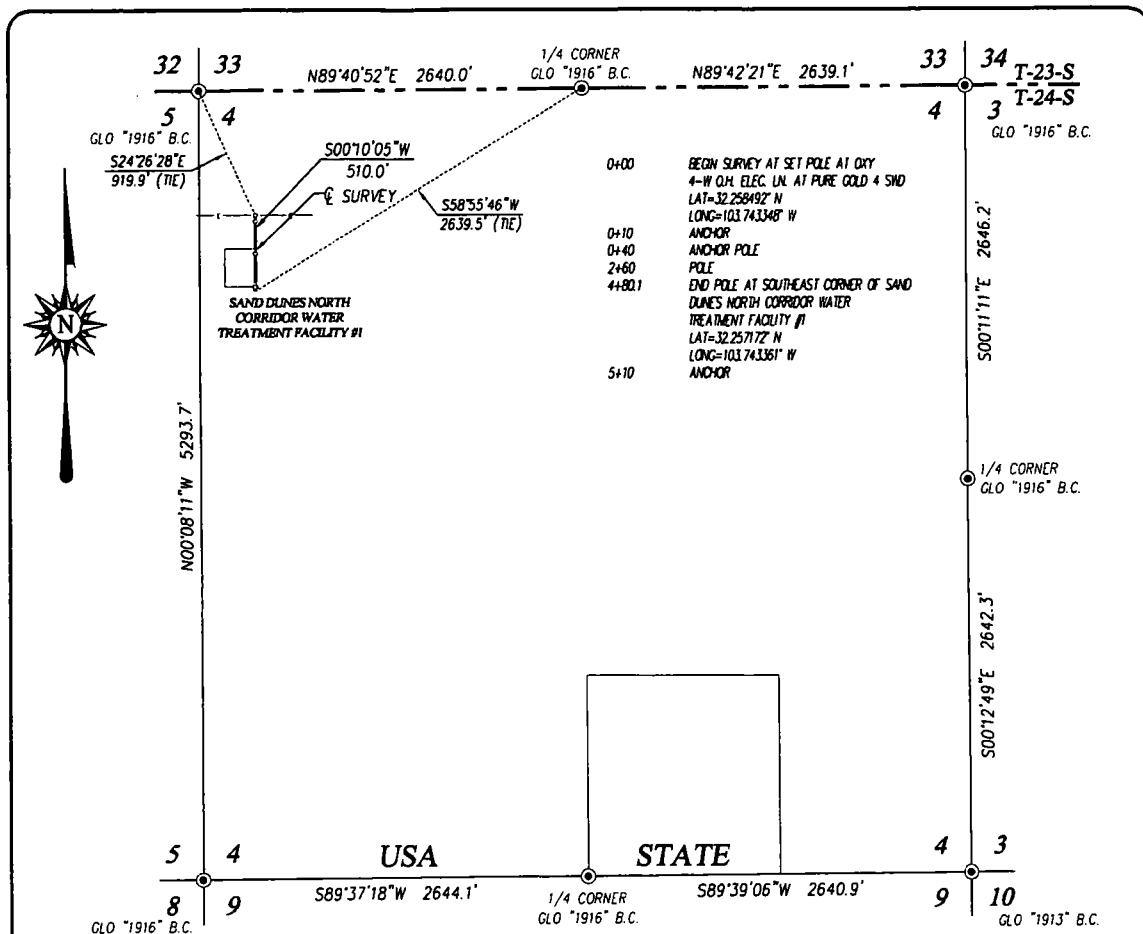 32 33
N89°40'52"E 2640.0'
1/4 CORNER
GLO "1916" B.C.
N89°42'21"E 2639.1'
33 34
T-23-S
T-24-S
5 4
4 3
GLO "1916" B.C.
GLO "1916" B.C.
S24°26'28"E
919.9' (TIE)
S00°10'05"W
510.0'
℄ SURVEY
S58°55'46"W
2639.5' (TIE)
SAND DUNES NORTH
CORRIDOR WATER
TREATMENT FACILITY #1
0+00 BEGIN SURVEY AT SET POLE AT OXY
4-W O.H. ELEC. LN. AT PURE GOLD 4 SWD
LAT=32.258492° N
LONG=103.743348° W
0+10 ANCHOR
0+40 ANCHOR POLE
2+60 POLE
4+80.1 END POLE AT SOUTHEAST CORNER OF SAND
DUNES NORTH CORRIDOR WATER
TREATMENT FACILITY #1
LAT=32.257172° N
LONG=103.743361° W
5+10 ANCHOR
S00°11'11"E 2646.2'
N
N00°08'11"W 5293.7'
1/4 CORNER
GLO "1916" B.C.
S00°12'49"E 2642.3'
5 4
USA
STATE
4 3
S89°37'18"W 2644.1'
1/4 CORNER
GLO "1916" B.C.
S89°39'06"W 2640.9'
8 9
9 10
GLO "1916" B.C.
GLO "1913" B.C.